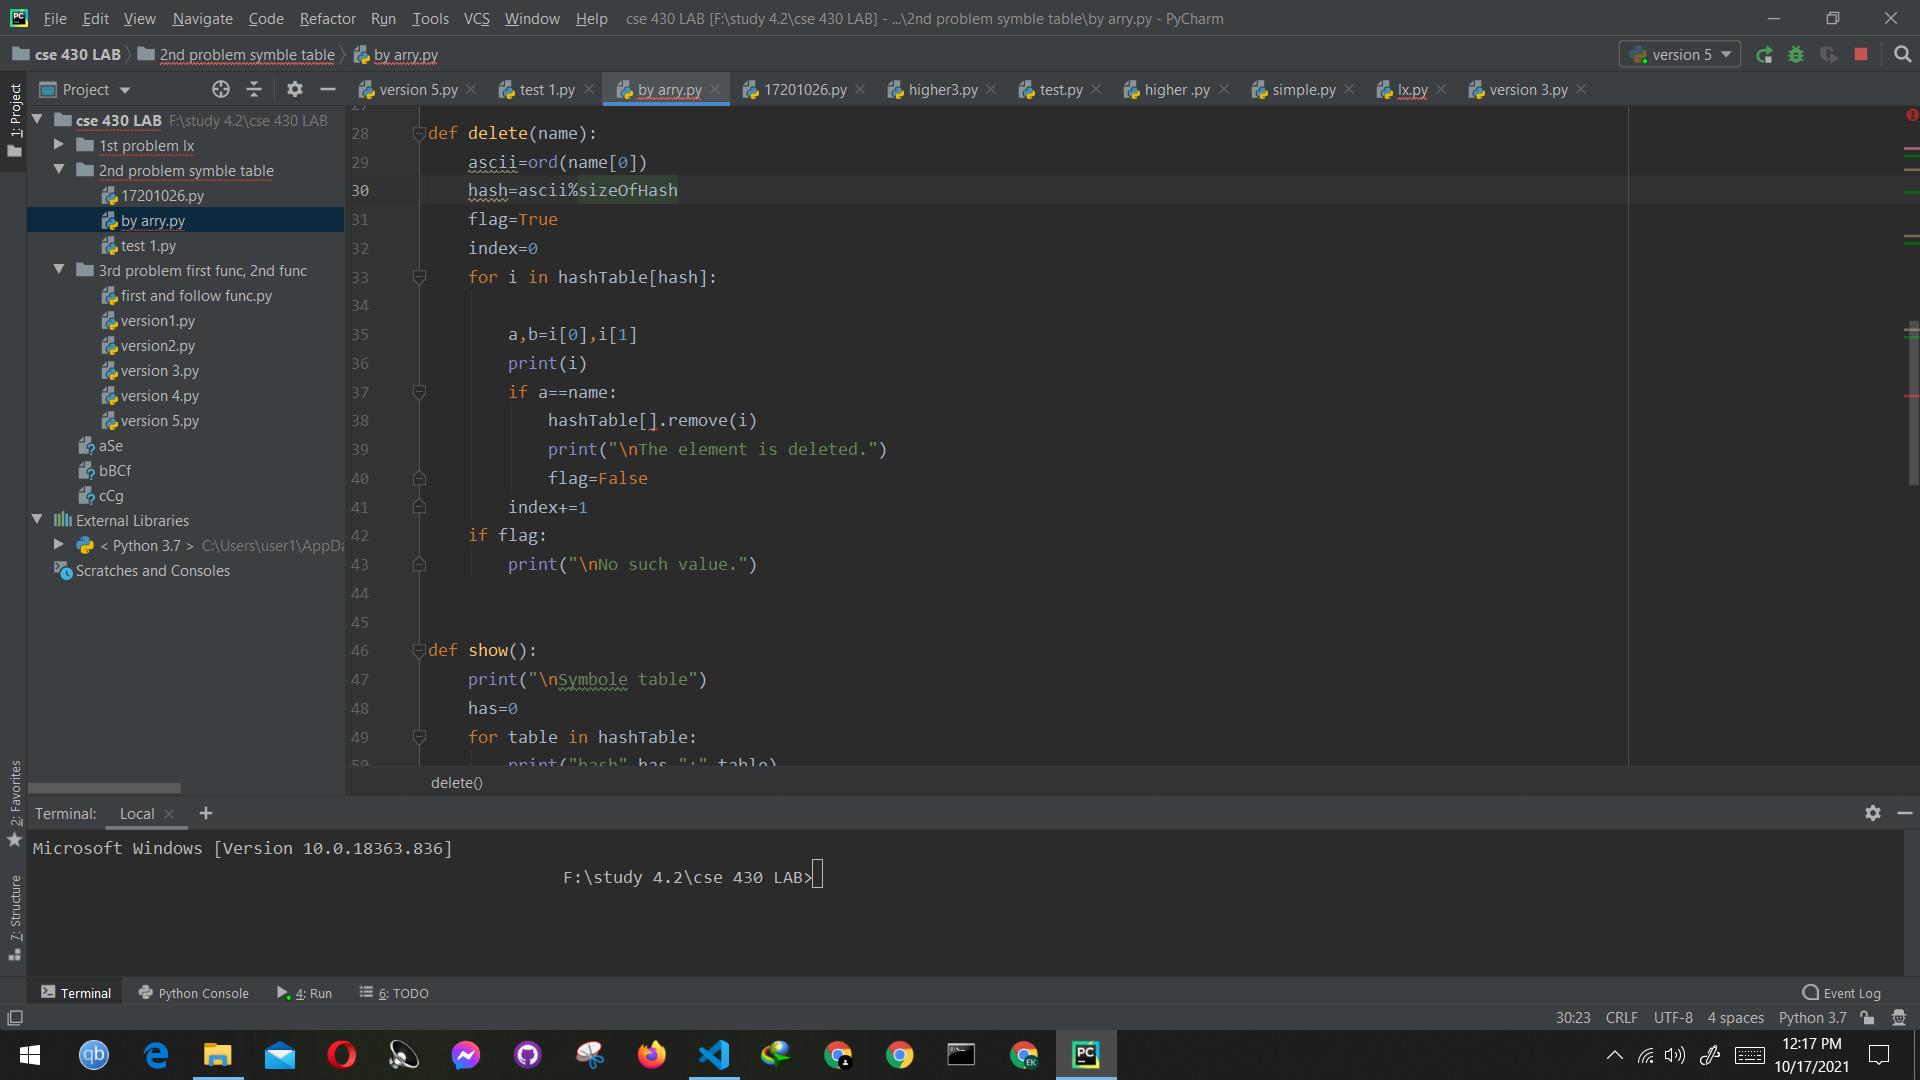 File Edit View Navigate Code Refactor Run Tools VCS Window Help cse 430 LAB [F:\study 4.2\cse 430 LAB] - ...\2nd problem symble table\by arry.py - PyCharm
cse 430 LAB 2nd problem symble table by arry.py version 5
Project version 5.py test 1.py by arry.py 17201026.py higher3.py test.py higher .py simple.py lx.py version 3.py
1: Project
cse 430 LAB F:\study 4.2\cse 430 LAB
1st problem lx
2nd problem symble table
17201026.py
by arry.py
test 1.py
3rd problem first func, 2nd func
first and follow func.py
version1.py
version2.py
version 3.py
version 4.py
version 5.py
aSe
bBCf
cCg
External Libraries
< Python 3.7 > C:\Users\user1\AppDa
Scratches and Consoles
27
28 def delete(name):
29 ascii=ord(name[0])
30 hash=ascii%sizeOfHash
31 flag=True
32 index=0
33 for i in hashTable[hash]:
34
35 a,b=i[0],i[1]
36 print(i)
37 if a==name:
38 hashTable[].remove(i)
39 print("\nThe element is deleted.")
40 flag=False
41 index+=1
42 if flag:
43 print("\nNo such value.")
44
45
46 def show():
47 print("\nSymbole table")
48 has=0
49 for table in hashTable:
50 print("hash",has,":",table)
delete()
2: Favorites
7: Structure
Terminal: Local +
Microsoft Windows [Version 10.0.18363.836]
F:\study 4.2\cse 430 LAB>
Terminal Python Console 4: Run 6: TODO Event Log
30:23 CRLF UTF-8 4 spaces Python 3.7
qb
EK
PC
12:17 PM
10/17/2021